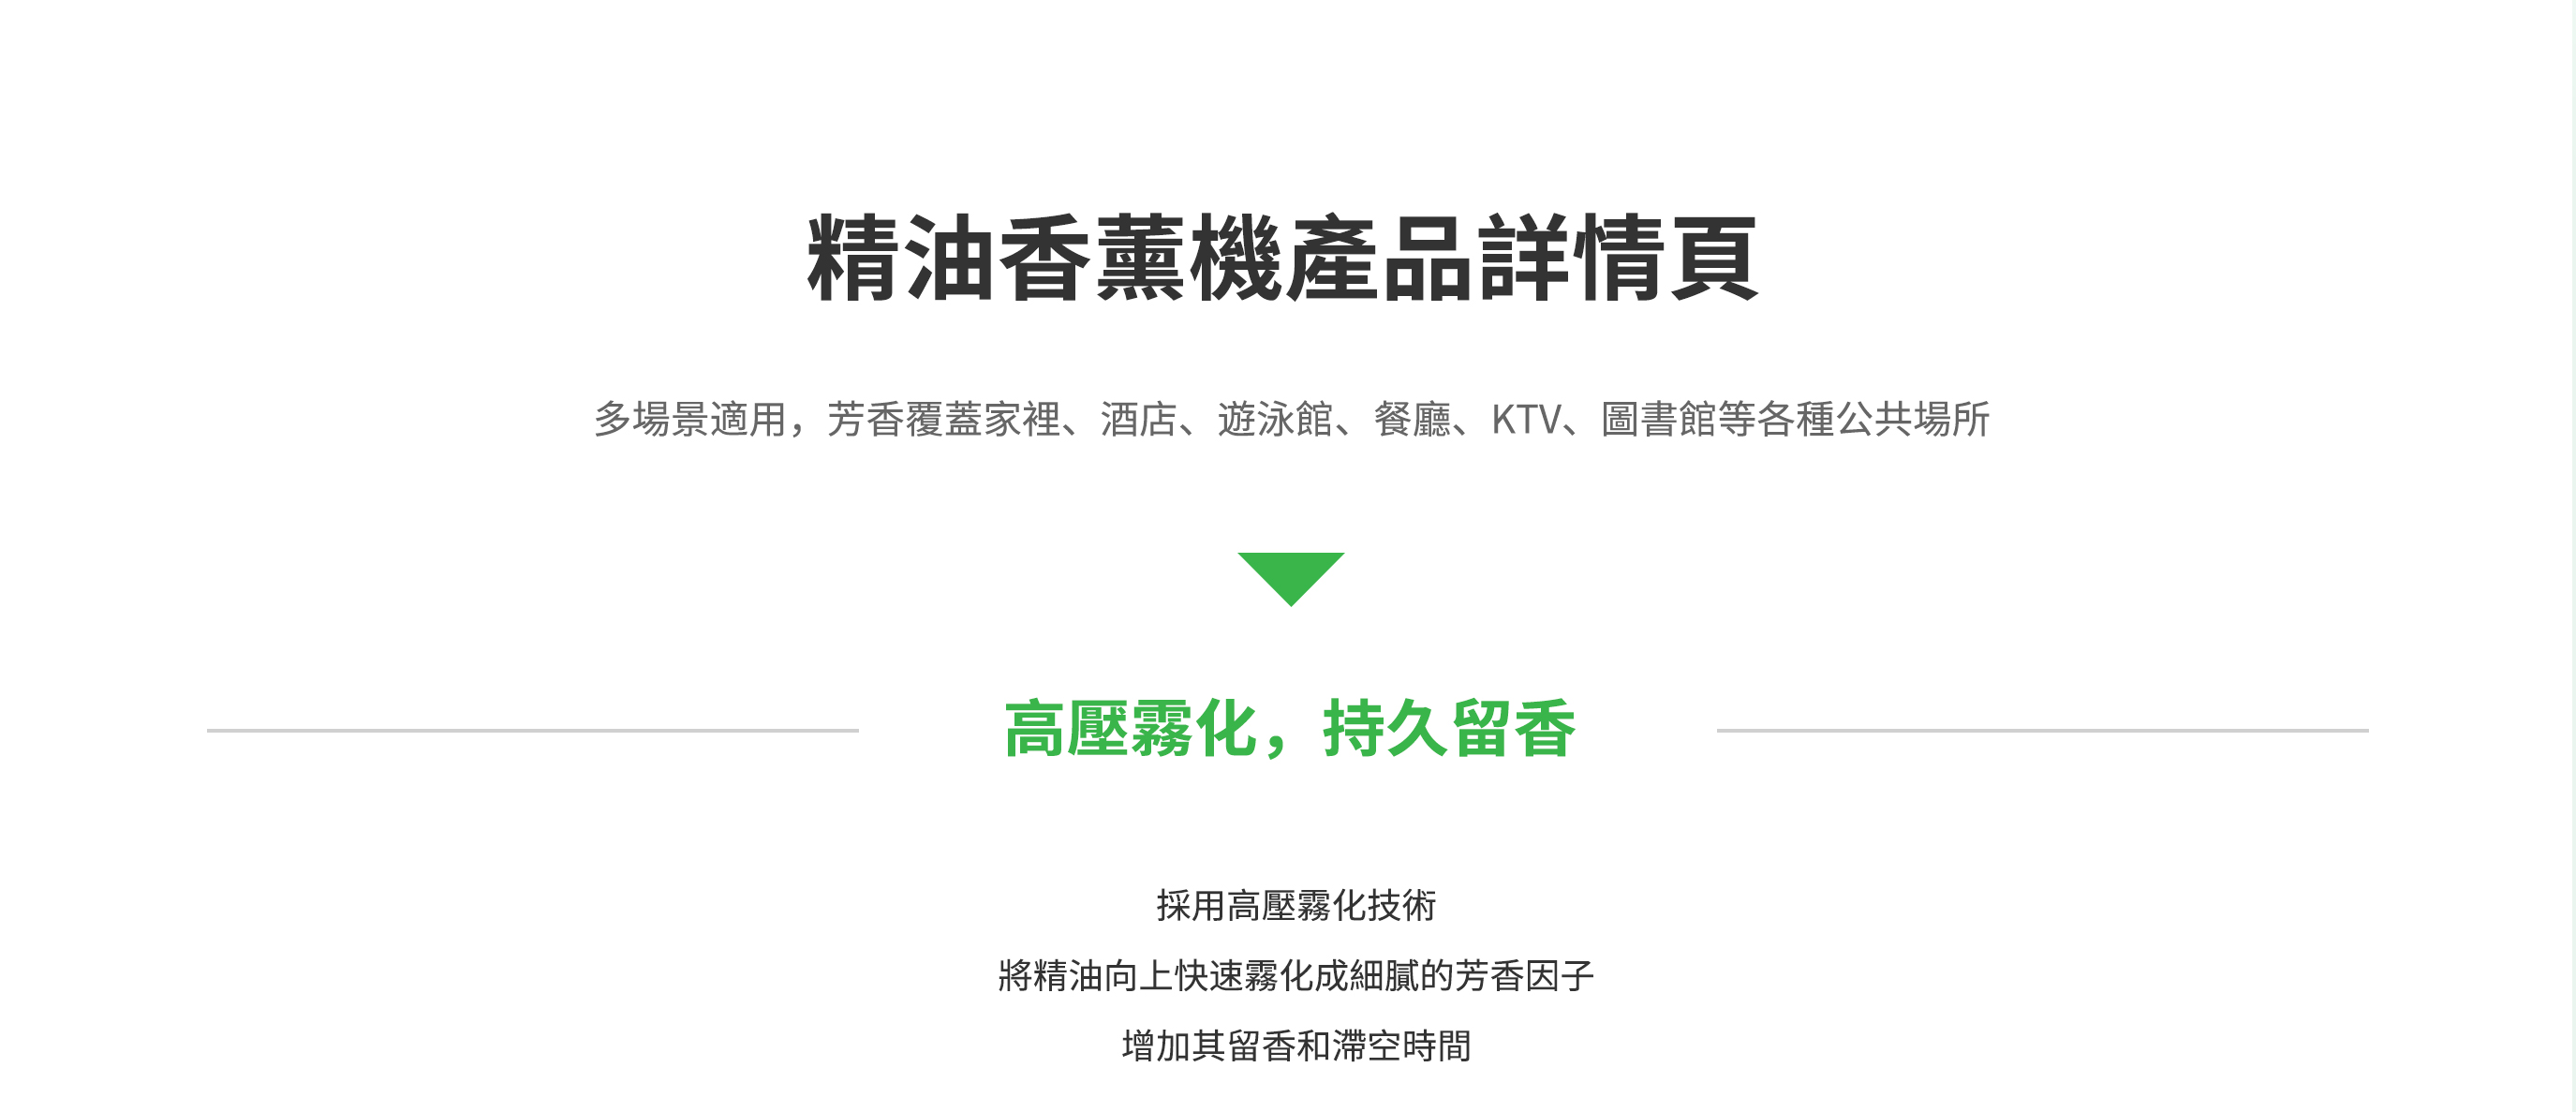 精油香薰機產品詳情頁
多場景適用，芳香覆蓋家裡、酒店、遊泳館、餐廳、KTV、圖書館等各種公共場所
高壓霧化，持久留香
採用高壓霧化技術
將精油向上快速霧化成細膩的芳香因子
增加其留香和滯空時間